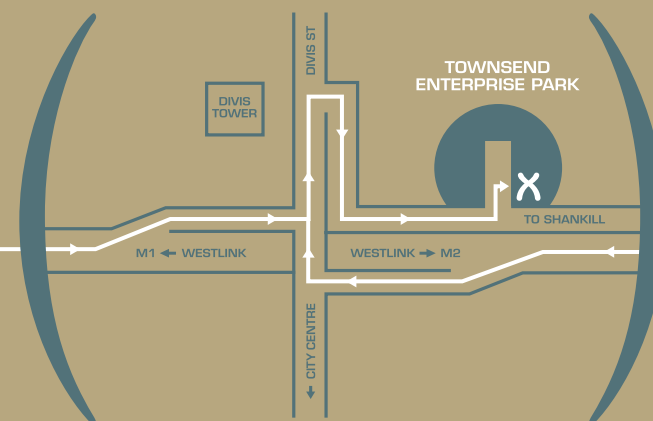 DIVIS ST
TOWNSEND
ENTERPRISE PARK
DIVIS
TOWER
TO SHANKILL
M1 ← WESTLINK
WESTLINK → M2
CITY CENTRE